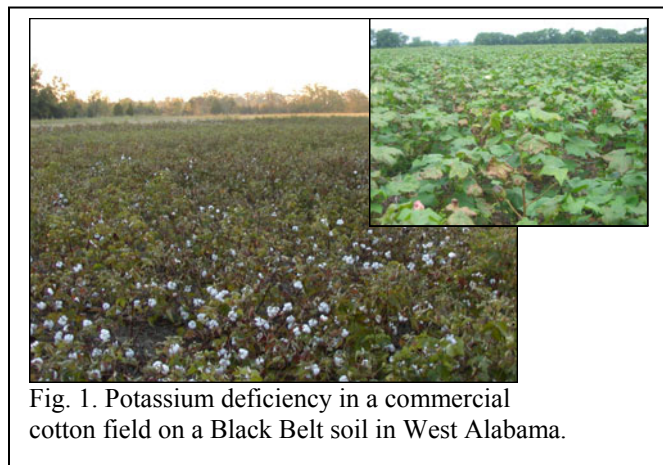 Fig. 1. Potassium deficiency in a commercial
cotton field on a Black Belt soil in West Alabama.